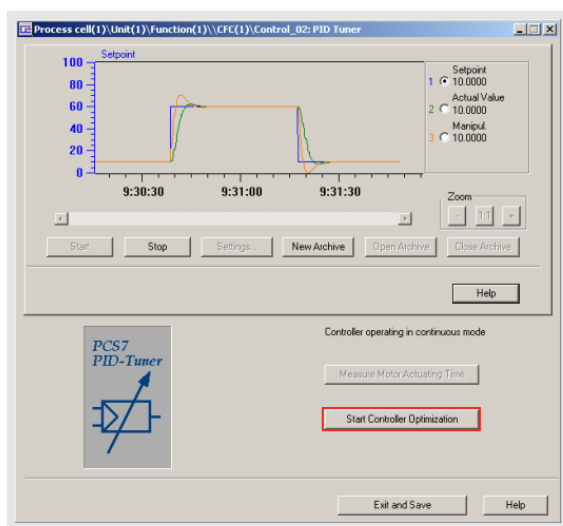 Process cell(1)\Unit(1)\Function(1)\\CFC(1)\Control_02: PID Tuner
Setpoint
100
80
60
40
20
0
9:30:30 9:31:00 9:31:30
Setpoint
1 10.0000
Actual Value
2 10.0000
Manipul.
3 10.0000
Zoom
- 1:1 +
Start Stop Settings... New Archive Open Archive Close Archive
Help
PCS7
PID-Tuner
Controller operating in continuous mode
Measure Motor Actuating Time
Start Controller Optimization
Exit and Save Help